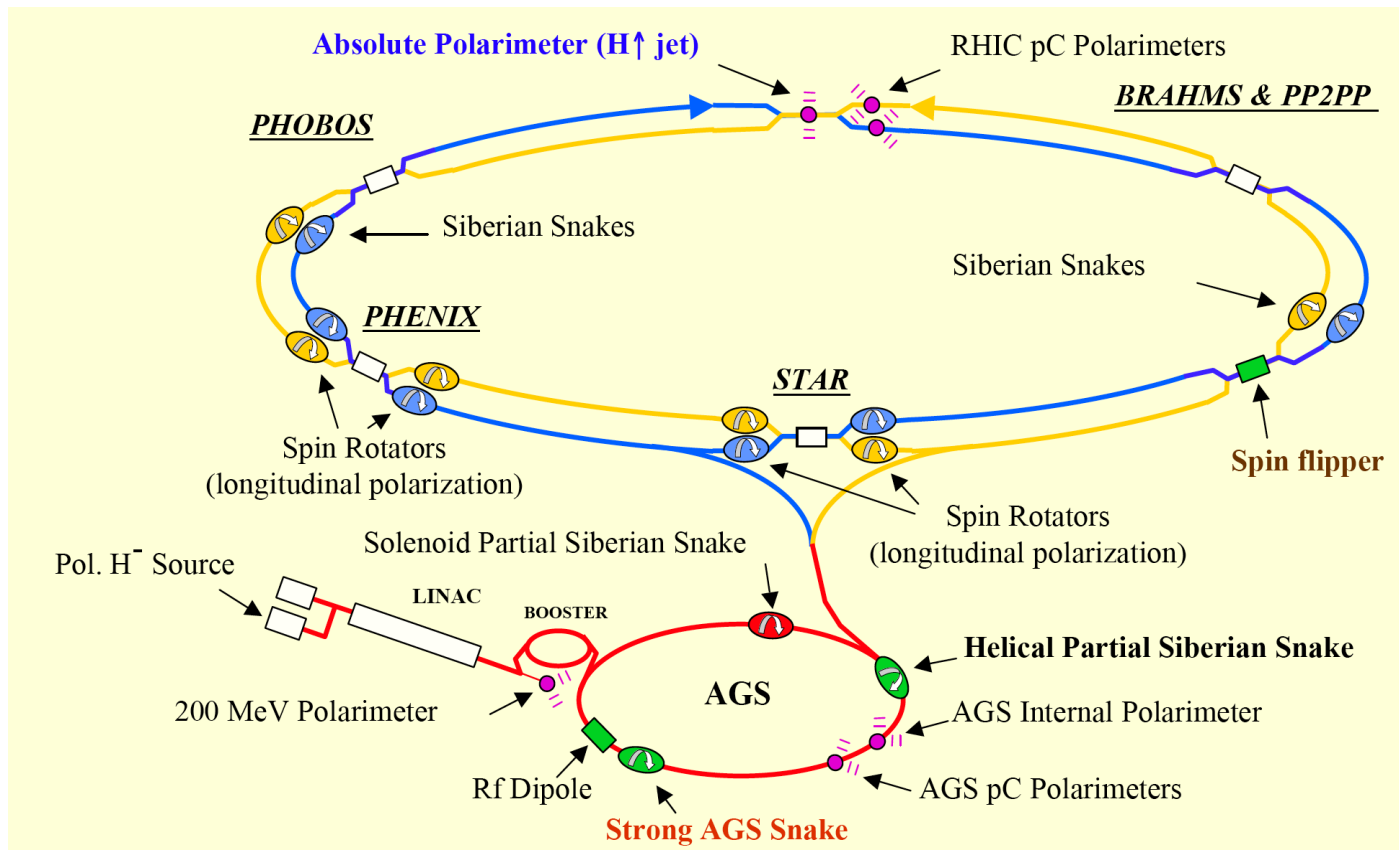 Absolute Polarimeter (H↑ jet)
RHIC pC Polarimeters
BRAHMS & PP2PP
PHOBOS
Siberian Snakes
Siberian Snakes
PHENIX
STAR
Spin Rotators
(longitudinal polarization)
Spin flipper
Spin Rotators
(longitudinal polarization)
Solenoid Partial Siberian Snake
Pol. H⁻ Source
LINAC
BOOSTER
Helical Partial Siberian Snake
AGS
200 MeV Polarimeter
AGS Internal Polarimeter
Rf Dipole
AGS pC Polarimeters
Strong AGS Snake